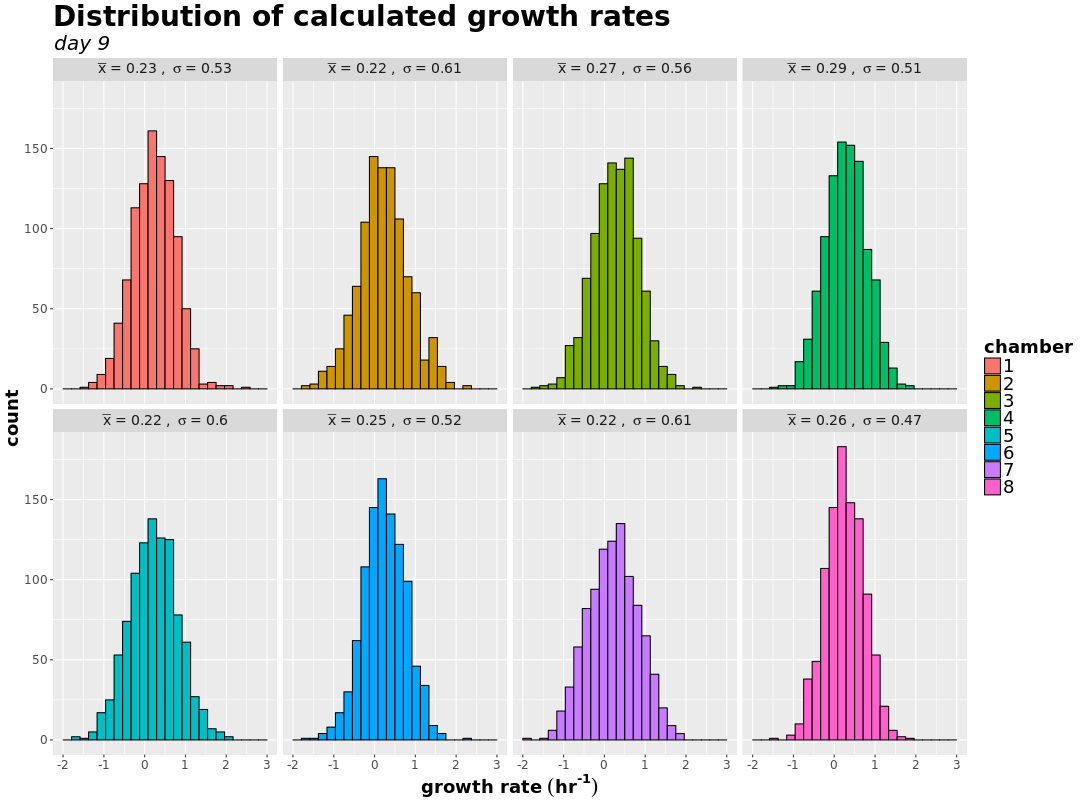 Distribution of calculated growth rates
day 9
x̅ = 0.23 , σ = 0.53
x̅ = 0.22 , σ = 0.61
x̅ = 0.27 , σ = 0.56
x̅ = 0.29 , σ = 0.51
150
100
50
0
x̅ = 0.22 , σ = 0.6
x̅ = 0.25 , σ = 0.52
x̅ = 0.22 , σ = 0.61
x̅ = 0.26 , σ = 0.47
150
100
50
0
-2 -1 0 1 2 3
-2 -1 0 1 2 3
-2 -1 0 1 2 3
-2 -1 0 1 2 3
growth rate (hr⁻¹)
count
chamber
1
2
3
4
5
6
7
8